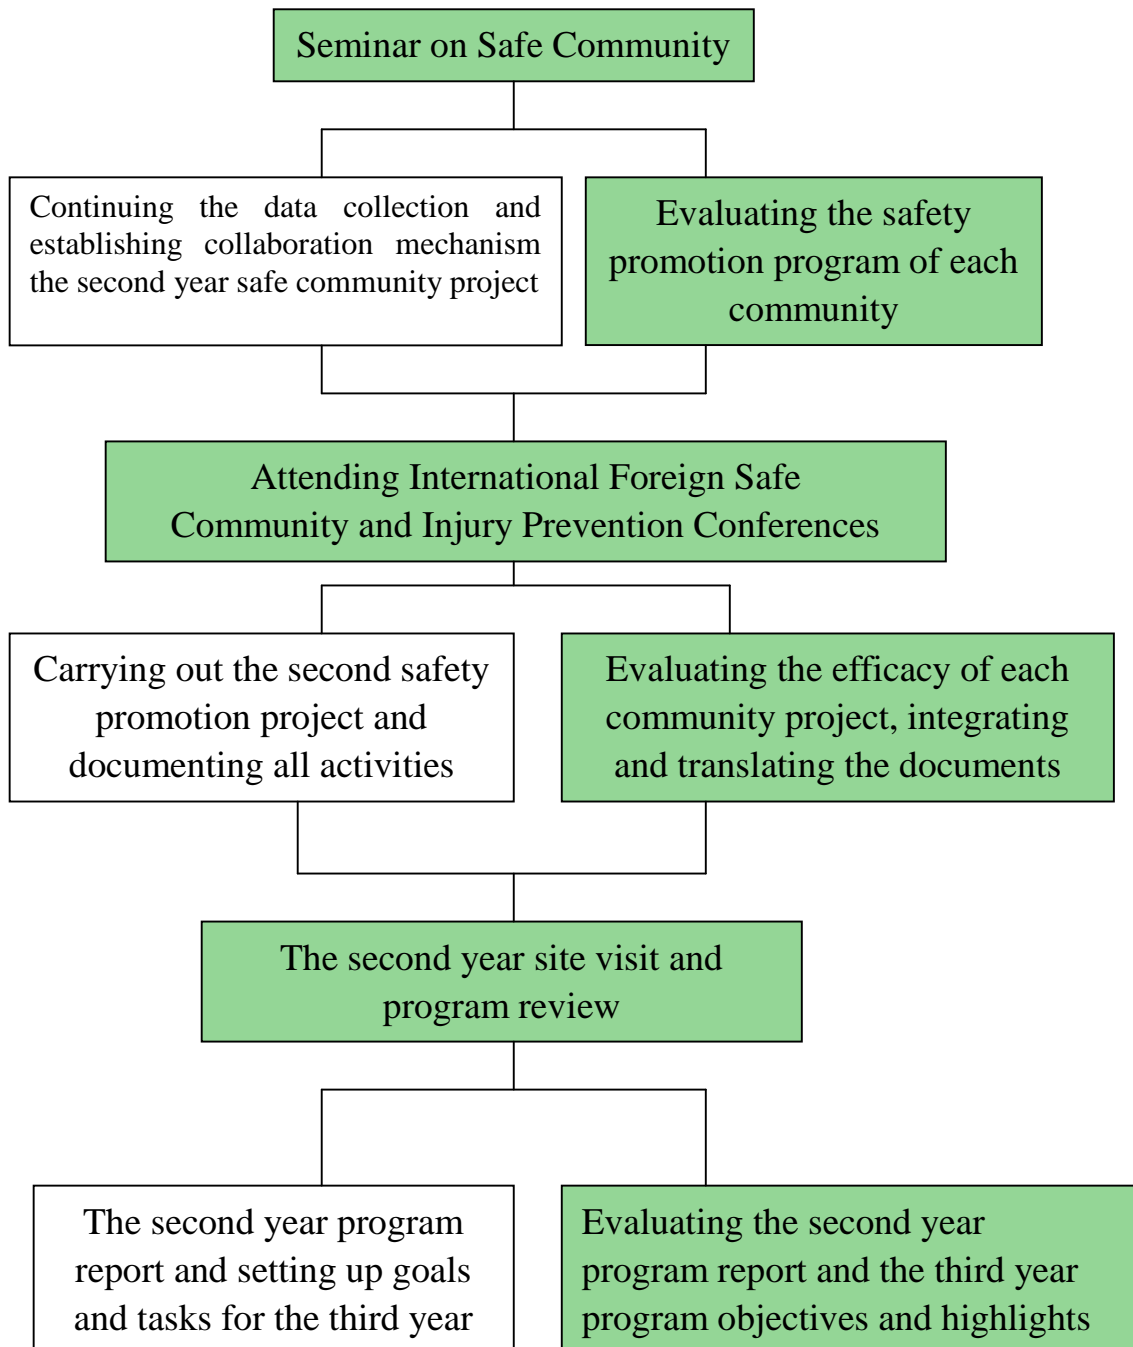 Seminar on Safe Community
Continuing the data collection and
establishing collaboration mechanism
the second year safe community project
Evaluating the safety
promotion program of each
community
Attending International Foreign Safe
Community and Injury Prevention Conferences
Carrying out the second safety
promotion project and
documenting all activities
Evaluating the efficacy of each
community project, integrating
and translating the documents
The second year site visit and
program review
The second year program
report and setting up goals
and tasks for the third year
Evaluating the second year
program report and the third year
program objectives and highlights